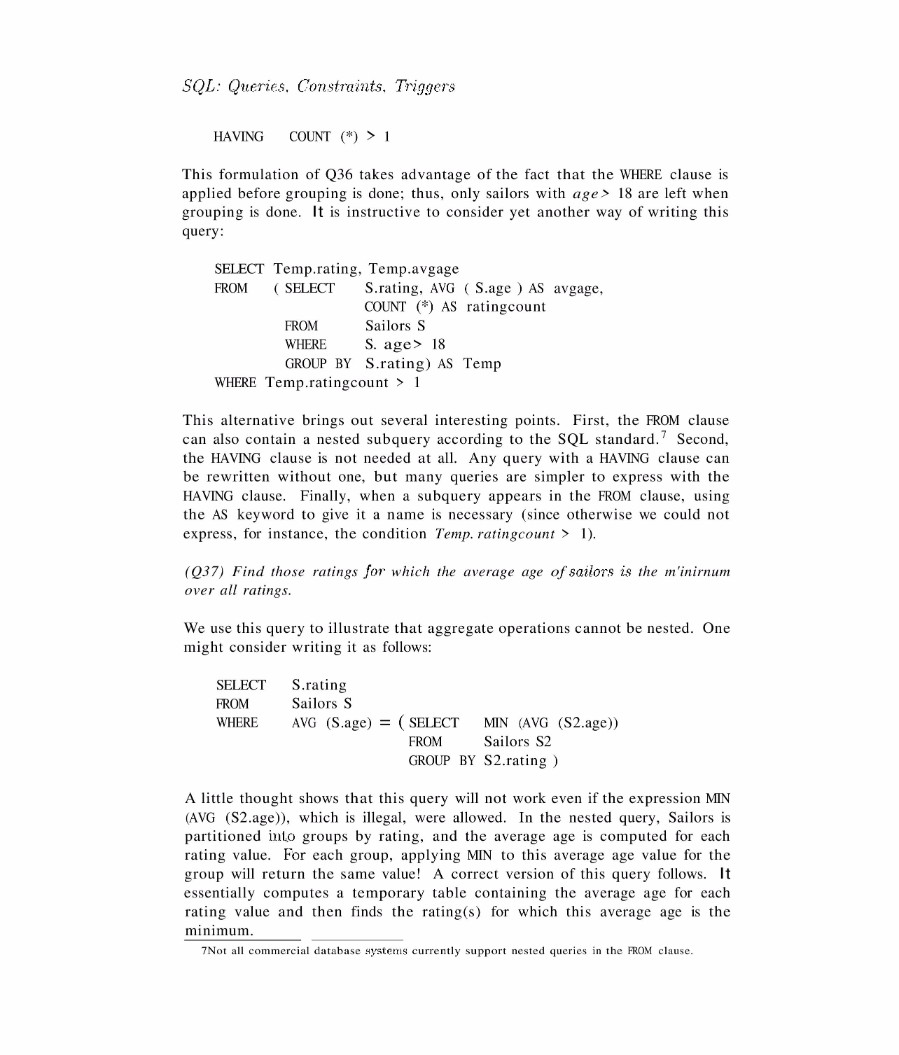 SQL: Queries, Constraints, Triggers
HAVING COUNT (*) > 1
This formulation of Q36 takes advantage of the fact that the WHERE clause is
applied before grouping is done; thus, only sailors with age> 18 are left when
grouping is done. It is instructive to consider yet another way of writing this
query:
SELECT Temp.rating, Temp.avgage
FROM ( SELECT S.rating, AVG ( S.age ) AS avgage,
COUNT (*) AS ratingcount
FROM Sailors S
WHERE S. age> 18
GROUP BY S.rating) AS Temp
WHERE Temp.ratingcount > 1
This alternative brings out several interesting points. First, the FROM clause
can also contain a nested subquery according to the SQL standard.7 Second,
the HAVING clause is not needed at all. Any query with a HAVING clause can
be rewritten without one, but many queries are simpler to express with the
HAVING clause. Finally, when a subquery appears in the FROM clause, using
the AS keyword to give it a name is necessary (since otherwise we could not
express, for instance, the condition Temp. ratingcount > 1).
(Q37) Find those ratings for which the average age of sailors is the m'inirnum
over all ratings.
We use this query to illustrate that aggregate operations cannot be nested. One
might consider writing it as follows:
SELECT S.rating
FROM Sailors S
WHERE AVG (S.age) = ( SELECT MIN (AVG (S2.age))
FROM Sailors S2
GROUP BY S2.rating )
A little thought shows that this query will not work even if the expression MIN
(AVG (S2.age)), which is illegal, were allowed. In the nested query, Sailors is
partitioned into groups by rating, and the average age is computed for each
rating value. For each group, applying MIN to this average age value for the
group will return the same value! A correct version of this query follows. It
essentially computes a temporary table containing the average age for each
rating value and then finds the rating(s) for which this average age is the
minimum.
7Not all commercial database systems currently support nested queries in the FROM clause.